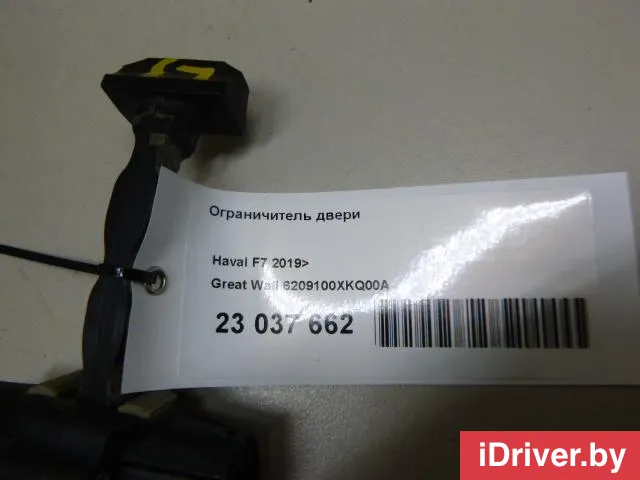 Ограничитель двери
Haval F7 2019>
Great Wall 6209100XKQ00A
23 037 662
iDriver.by